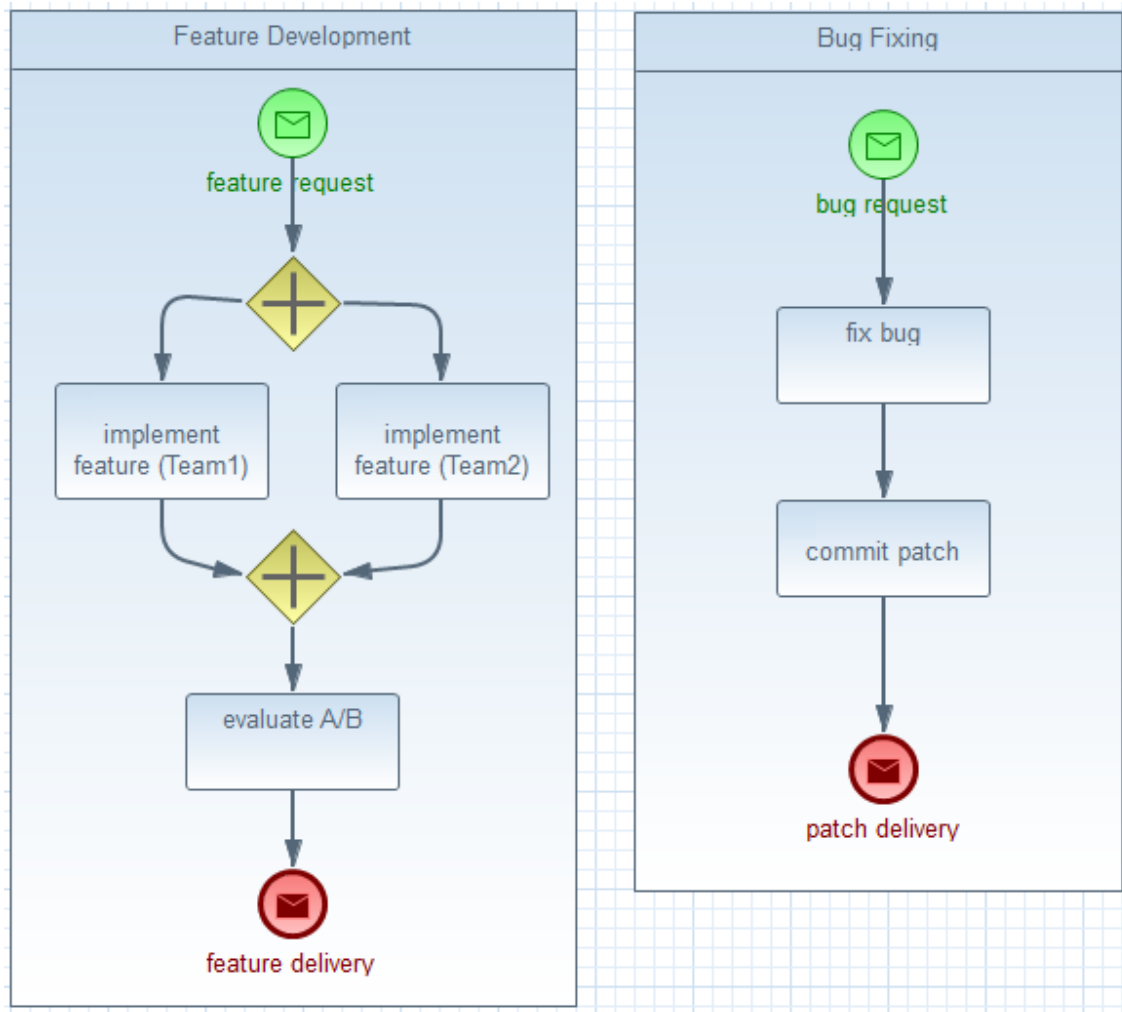 Feature Development
feature request
implement
feature (Team1)
implement
feature (Team2)
evaluate A/B
feature delivery
Bug Fixing
bug request
fix bug
commit patch
patch delivery